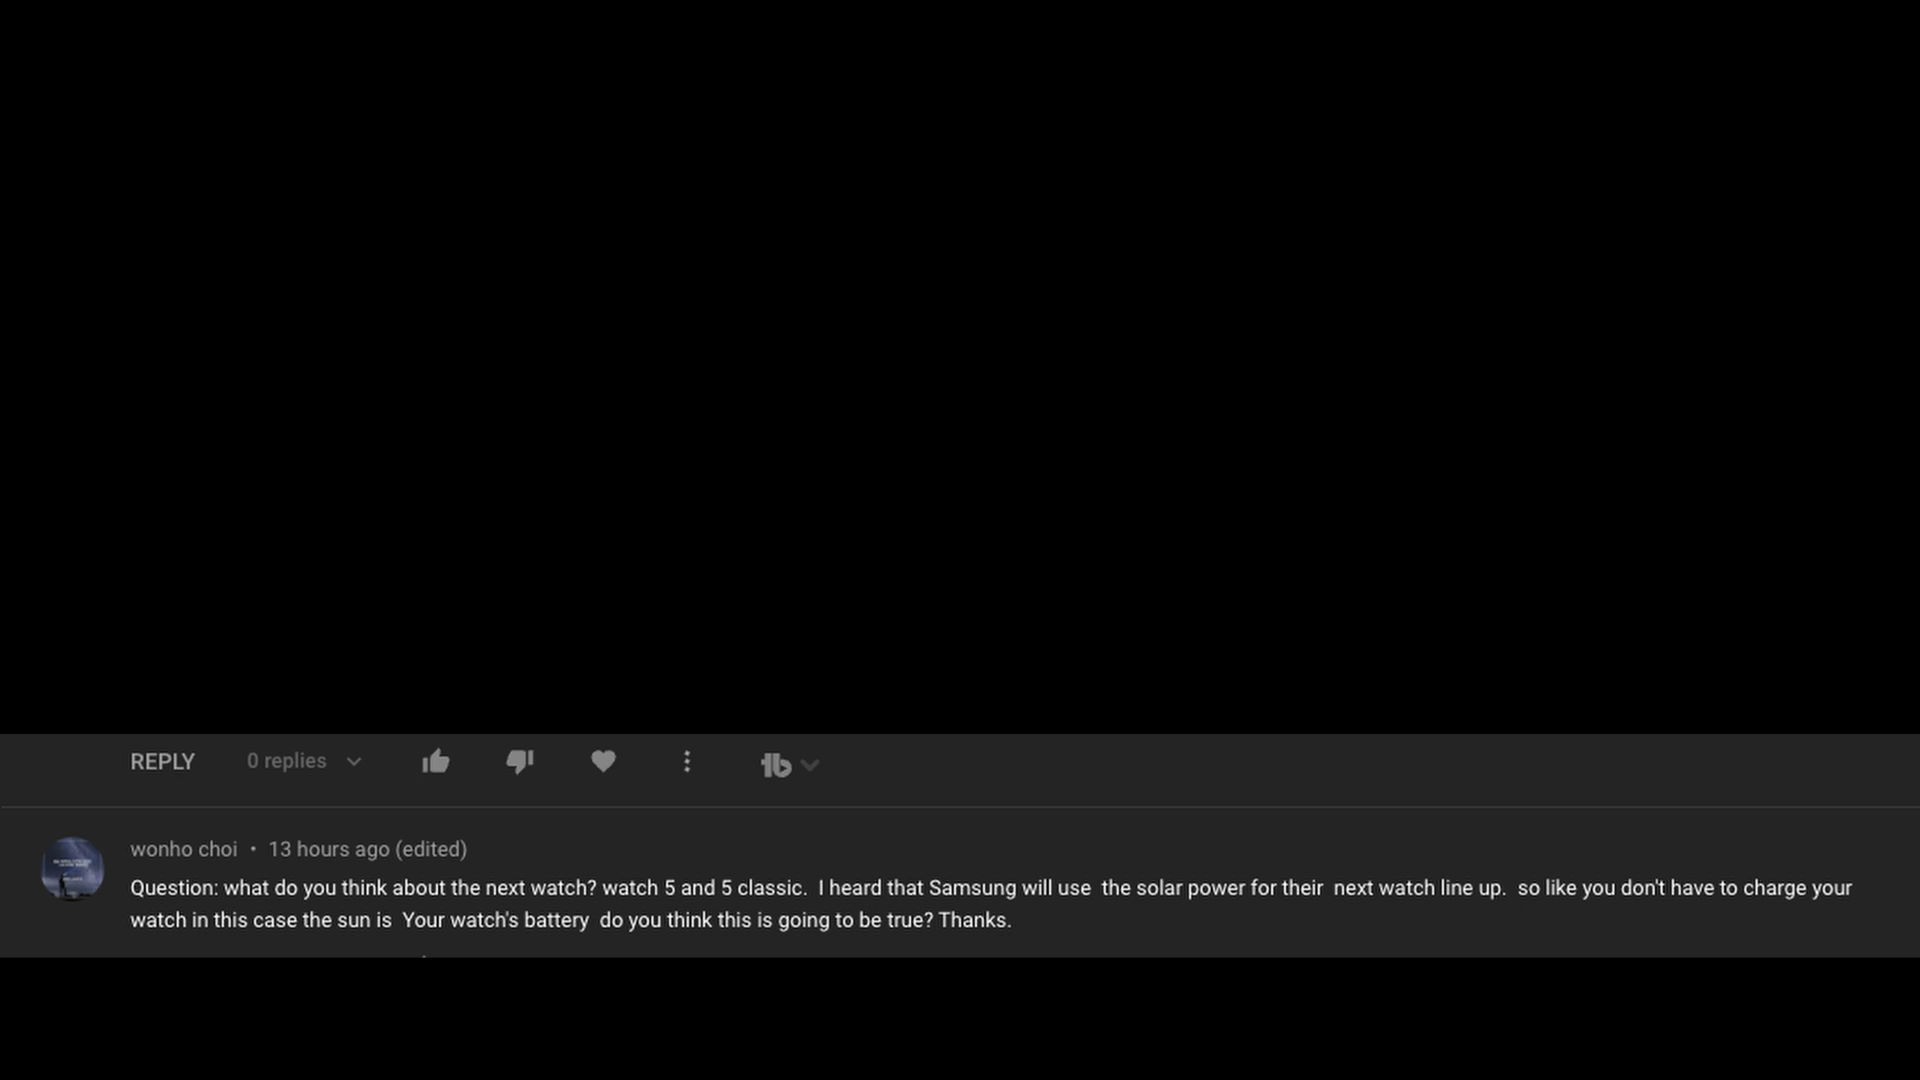 REPLY 0 replies
wonho choi • 13 hours ago (edited)
Question: what do you think about the next watch? watch 5 and 5 classic.  I heard that Samsung will use  the solar power for their  next watch line up.  so like you don't have to charge your
watch in this case the sun is  Your watch's battery  do you think this is going to be true? Thanks.